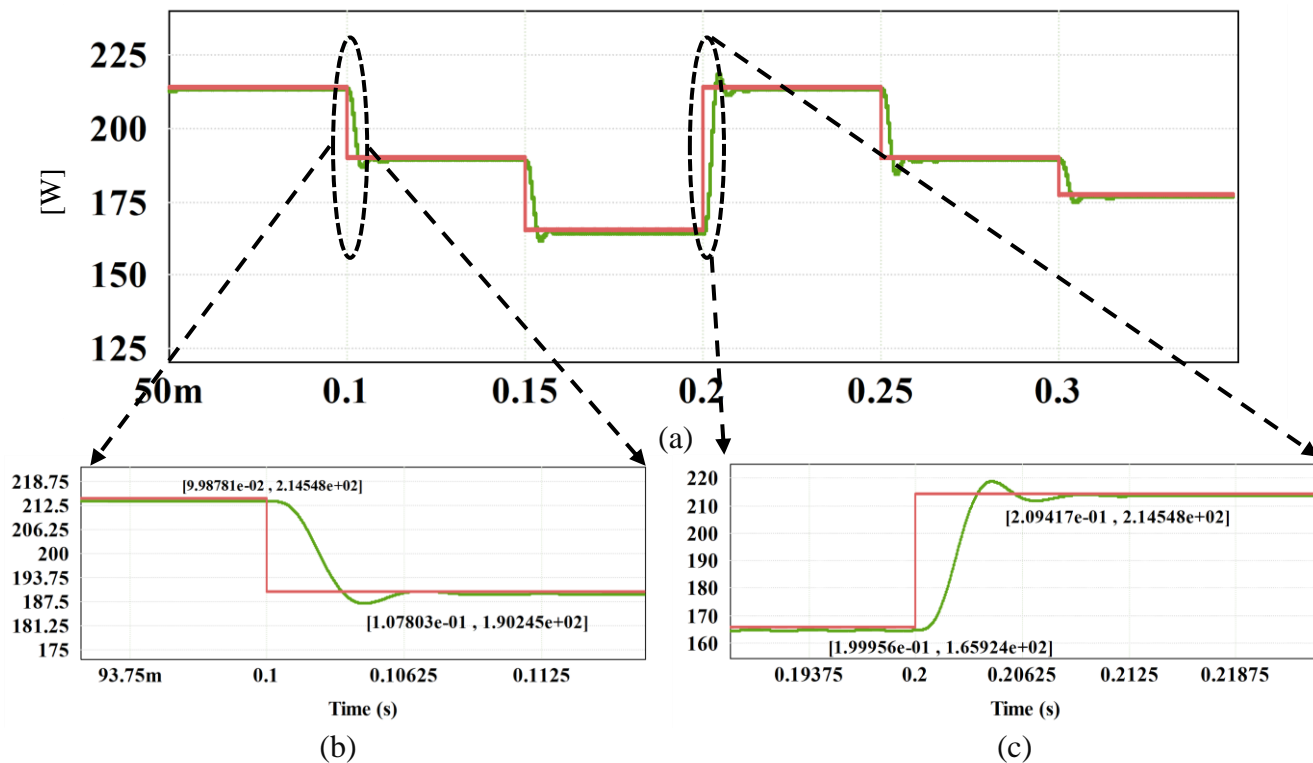 225
200
175
150
125
[W]
50m 0.1 0.15 0.2 0.25 0.3
(a)
218.75
212.5
206.25
200
193.75
187.5
181.25
175
[9.98781e-02 , 2.14548e+02]
[1.07803e-01 , 1.90245e+02]
93.75m 0.1 0.10625 0.1125
Time (s)
(b)
220
210
200
190
180
170
160
[2.09417e-01 , 2.14548e+02]
[1.99956e-01 , 1.65924e+02]
0.19375 0.2 0.20625 0.2125 0.21875
Time (s)
(c)